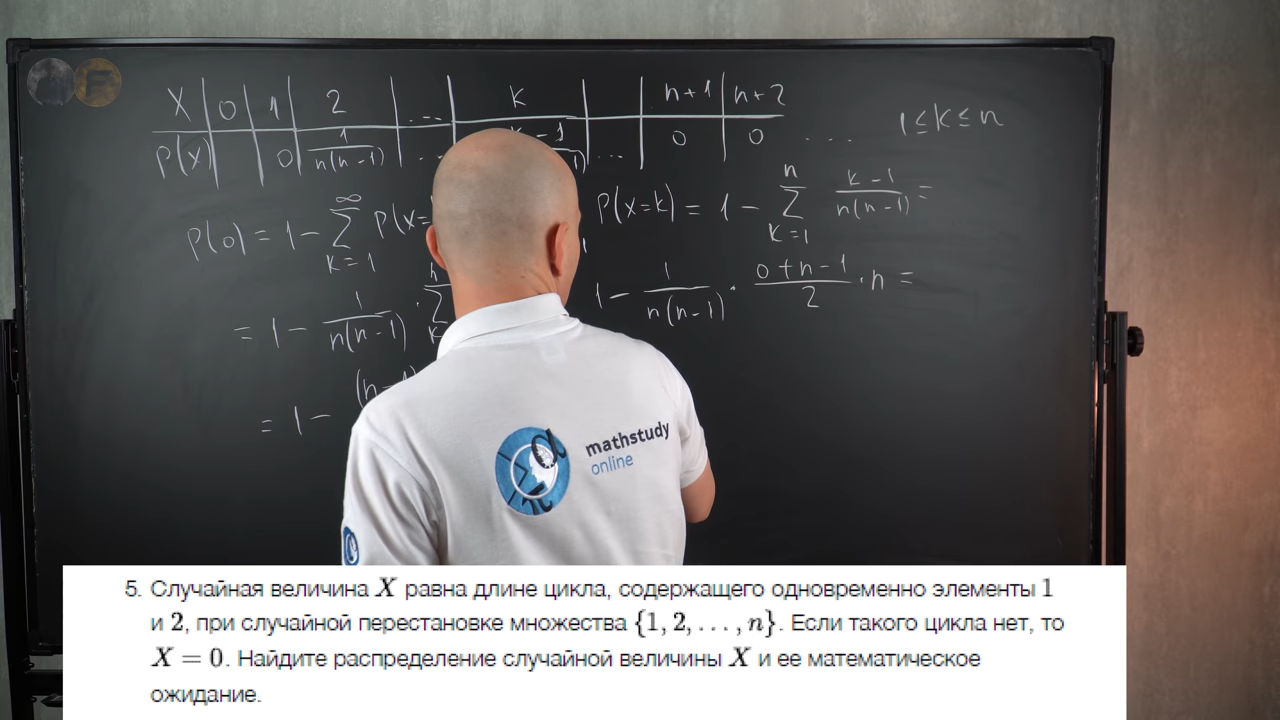 X 0 1 2 ... K n+1 n+2
P(x) 0 1/(n(n-1)) ... ... 0 0 ....
1 ≤ K ≤ n
P(0) = 1 - ∞ Σ K=1 P(x= P(x=k) = 1 - n Σ K=1 (K-1)/(n(n-1)) =
= 1 - 1/(n(n-1)) · Σ 1 - 1/(n(n-1)) · (0+n-1)/2 · n =
= 1 -
mathstudy
online
5. Случайная величина X равна длине цикла, содержащего одновременно элементы 1
и 2, при случайной перестановке множества {1, 2, . . . , n}. Если такого цикла нет, то
X = 0. Найдите распределение случайной величины X и ее математическое
ожидание.